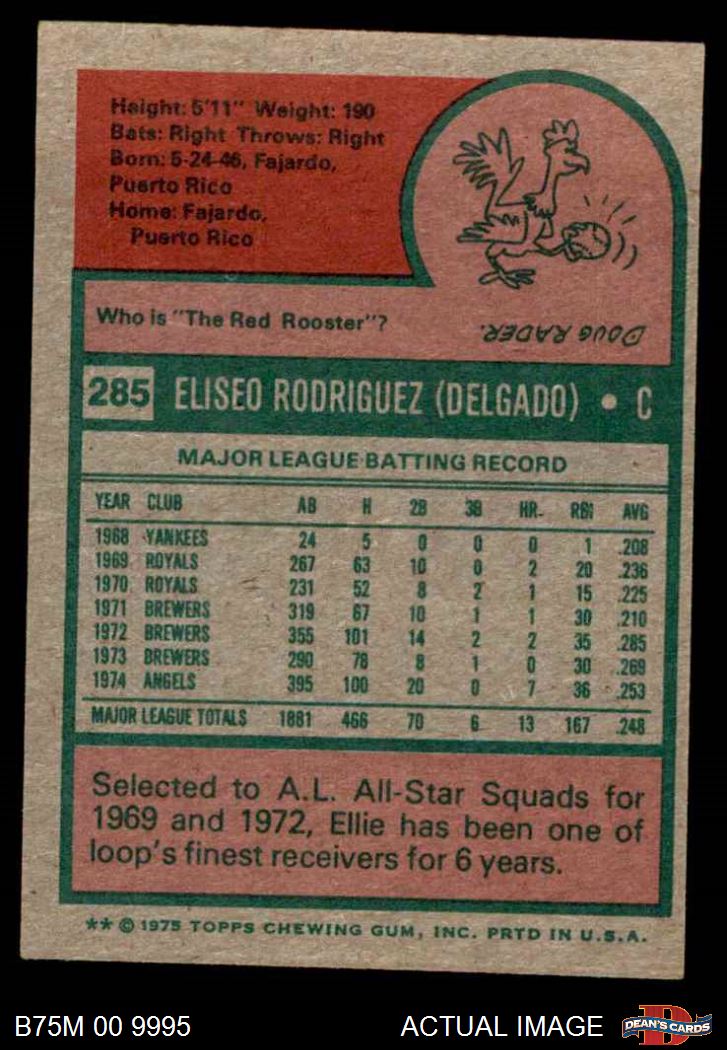 Height: 5'11" Weight: 190
Bats: Right Throws: Right
Born: 5-24-46, Fajardo,
Puerto Rico
Home: Fajardo,
Puerto Rico
Who is "The Red Rooster"?
DOUG RADER.
285 ELISEO RODRIGUEZ (DELGADO) • C
MAJOR LEAGUE BATTING RECORD
YEAR CLUB AB H 2B 3B HR. RBI AVG
1968 YANKEES 24 5 0 0 0 1 .208
1969 ROYALS 267 63 10 0 2 20 .236
1970 ROYALS 231 52 8 2 1 15 .225
1971 BREWERS 319 67 10 1 1 30 .210
1972 BREWERS 355 101 14 2 2 35 .285
1973 BREWERS 290 78 8 1 0 30 .269
1974 ANGELS 395 100 20 0 7 36 .253
MAJOR LEAGUE TOTALS 1881 466 70 6 13 167 .248
Selected to A.L. All-Star Squads for
1969 and 1972, Ellie has been one of
loop's finest receivers for 6 years.
** © 1975 TOPPS CHEWING GUM, INC. PRTD IN U.S.A.
B75M 00 9995 ACTUAL IMAGE
D
DEAN'S CARDS